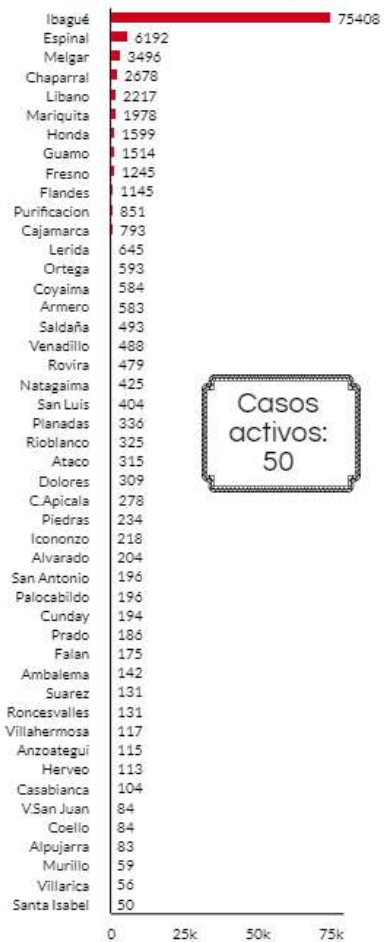 Ibagué 75408
Espinal 6192
Melgar 3496
Chaparral 2678
Libano 2217
Mariquita 1978
Honda 1599
Guamo 1514
Fresno 1245
Flandes 1145
Purificacion 851
Cajamarca 793
Lerida 645
Ortega 593
Coyaima 584
Armero 583
Saldaña 493
Venadillo 488
Rovira 479
Natagaima 425
San Luis 404
Planadas 336
Rioblanco 325
Ataco 315
Dolores 309
C.Apicala 278
Piedras 234
Icononzo 218
Alvarado 204
San Antonio 196
Palocabildo 196
Cunday 194
Prado 186
Falan 175
Ambalema 142
Suarez 131
Roncesvalles 131
Villahermosa 117
Anzoategui 115
Herveo 113
Casabianca 104
V.San Juan 84
Coello 84
Alpujarra 83
Murillo 59
Villarica 56
Santa Isabel 50
0 25k 50k 75k
Casos
activos:
50